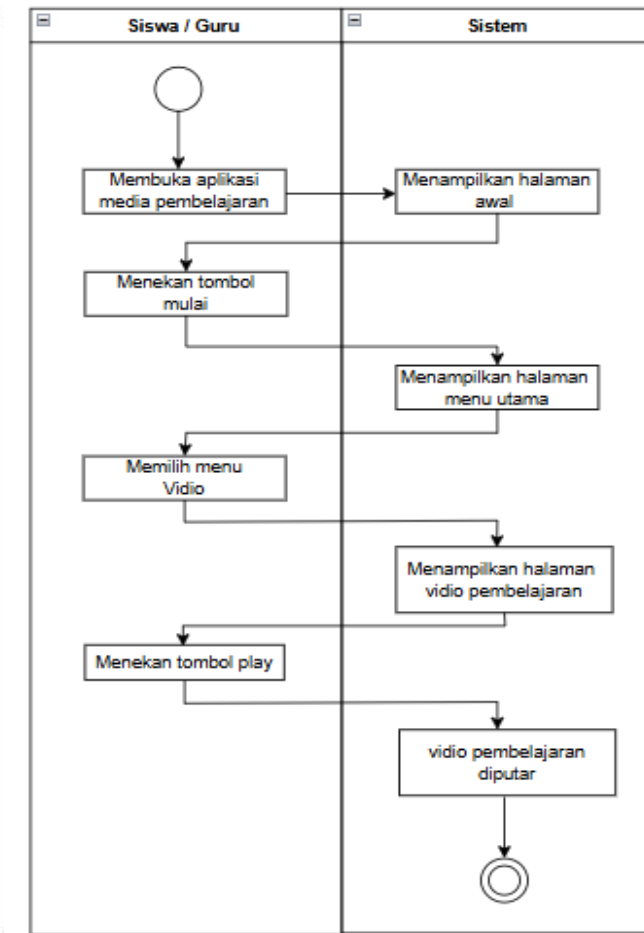 Siswa / Guru
Sistem
Membuka aplikasi
media pembelajaran
Menampilkan halaman
awal
Menekan tombol
mulai
Menampilkan halaman
menu utama
Memilih menu
Vidio
Menampilkan halaman
vidio pembelajaran
Menekan tombol play
vidio pembelajaran
diputar